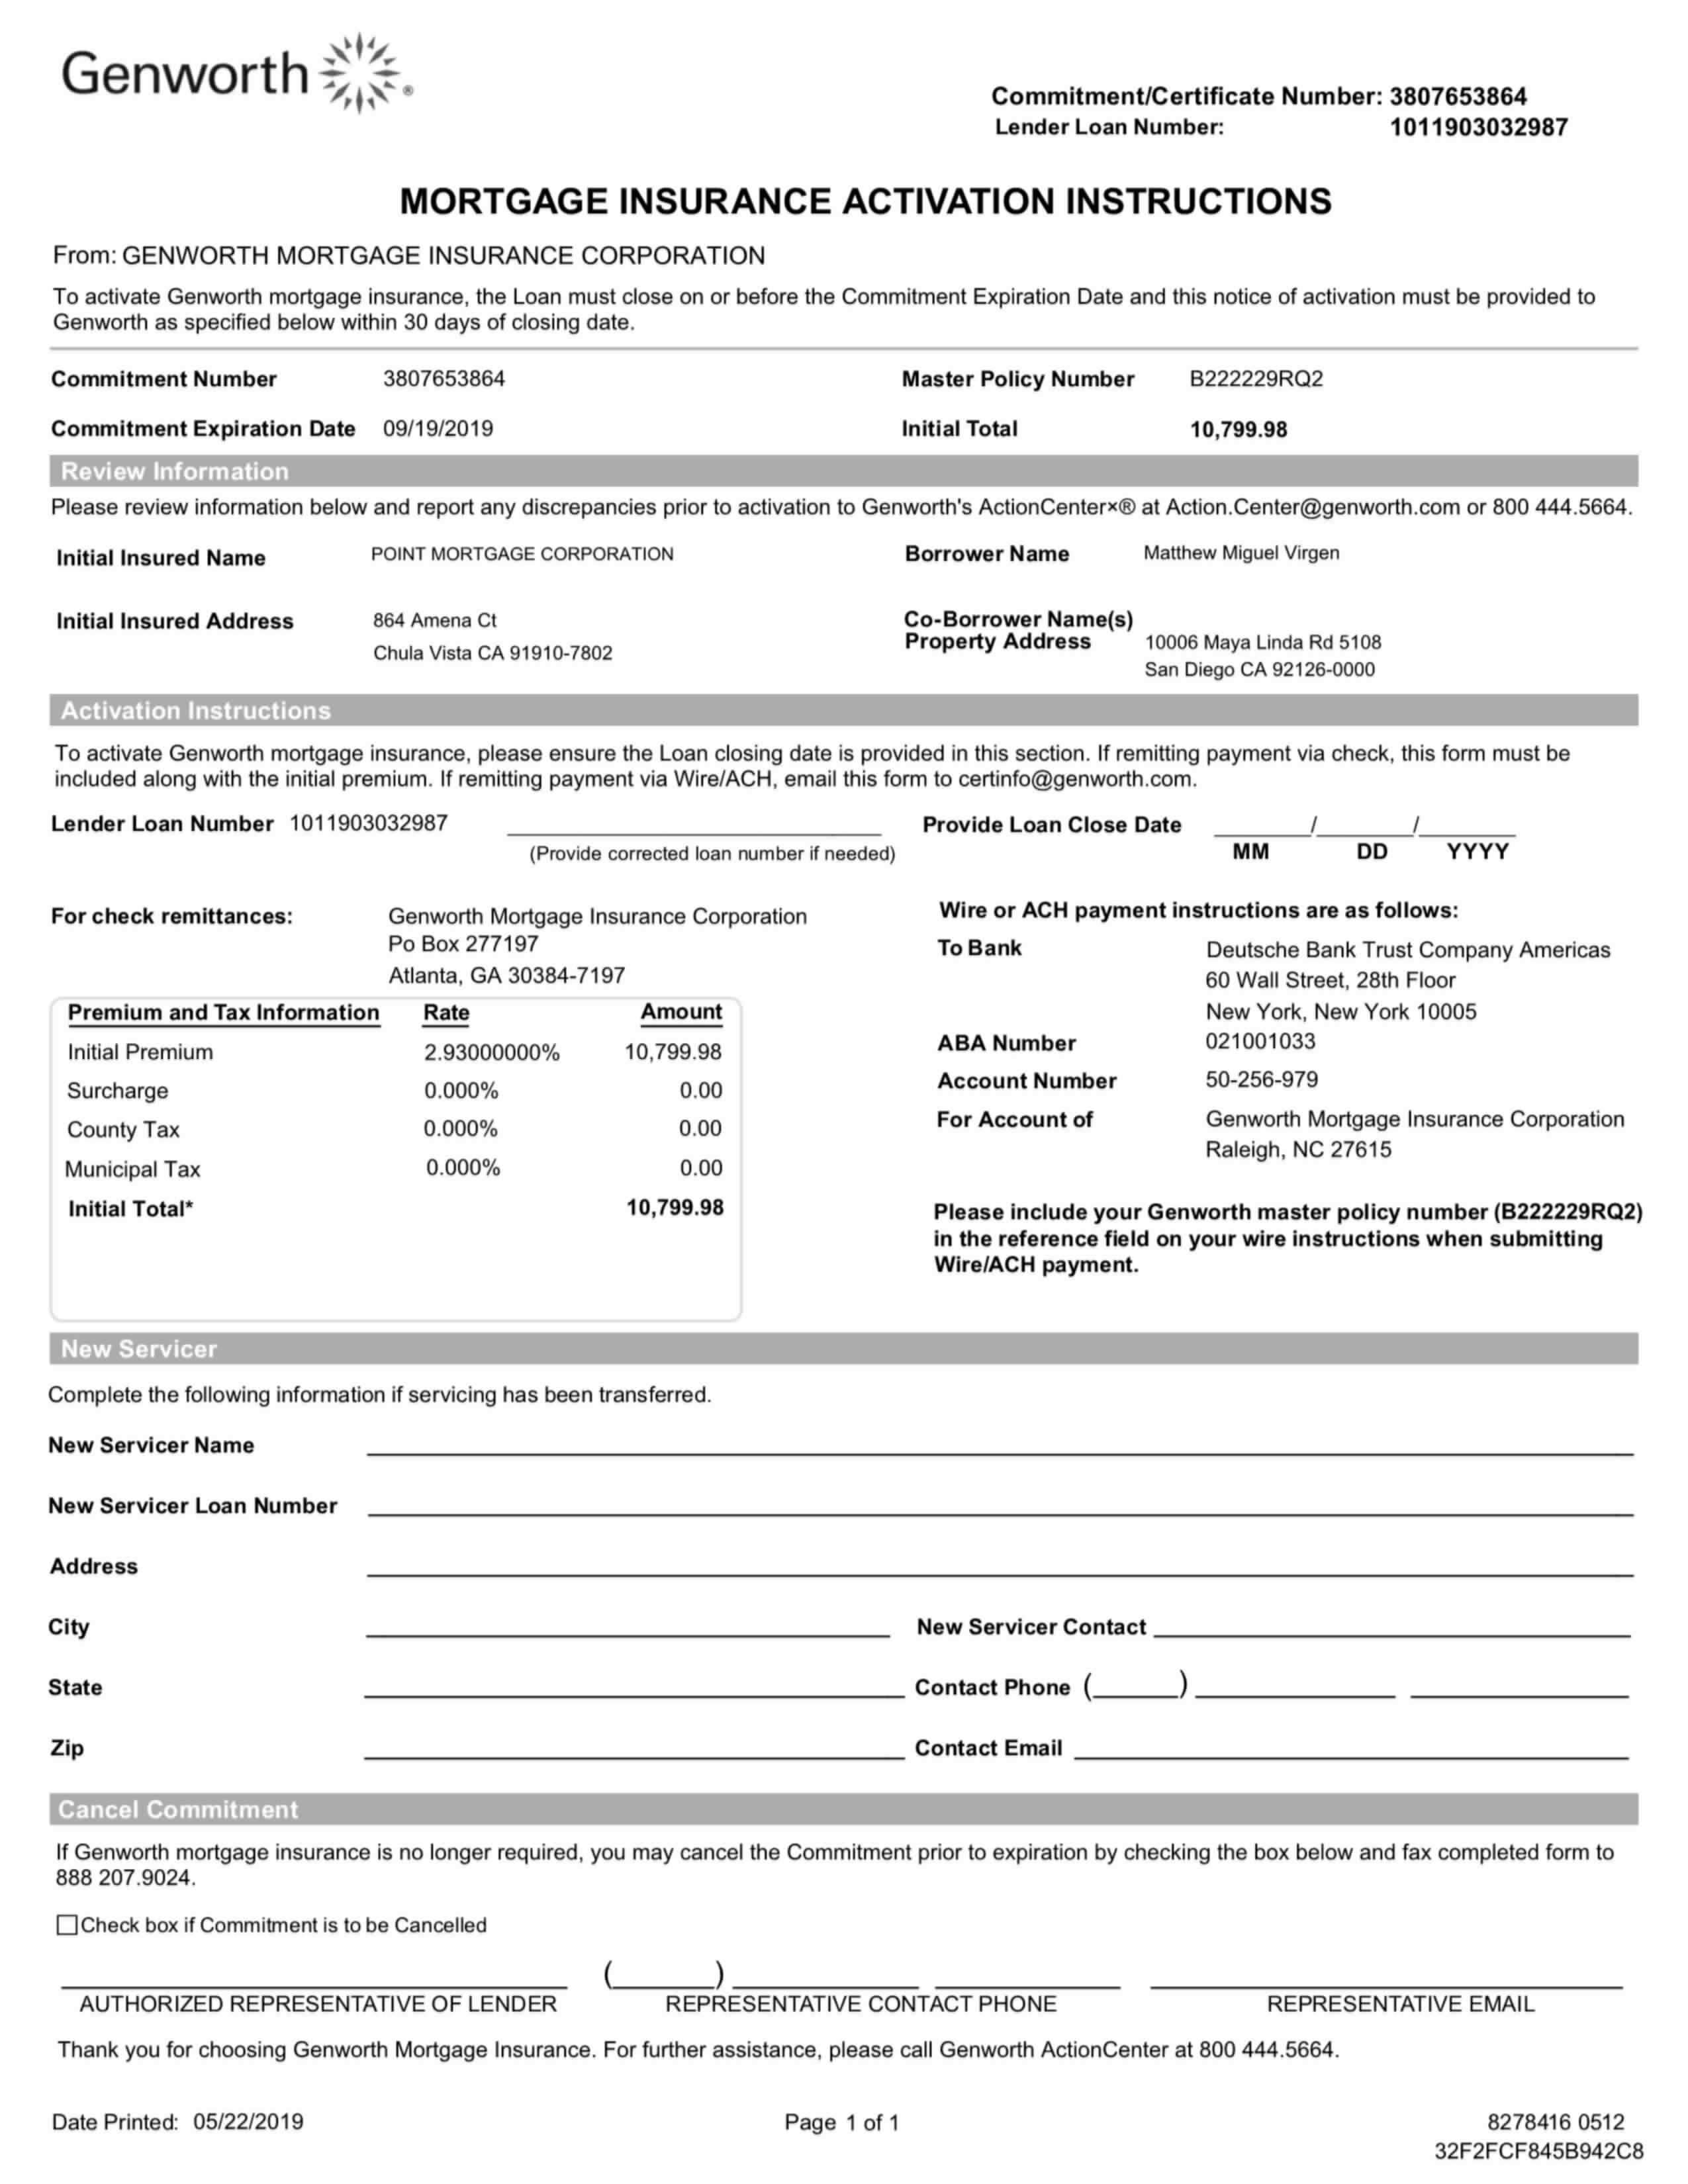 Genworth ®
Commitment/Certificate Number: 3807653864
Lender Loan Number: 1011903032987
MORTGAGE INSURANCE ACTIVATION INSTRUCTIONS
From: GENWORTH MORTGAGE INSURANCE CORPORATION
To activate Genworth mortgage insurance, the Loan must close on or before the Commitment Expiration Date and this notice of activation must be provided to
Genworth as specified below within 30 days of closing date.
Commitment Number 3807653864 Master Policy Number B222229RQ2
Commitment Expiration Date 09/19/2019 Initial Total 10,799.98
Review Information
Please review information below and report any discrepancies prior to activation to Genworth's ActionCenter×® at Action.Center@genworth.com or 800 444.5664.
Initial Insured Name POINT MORTGAGE CORPORATION Borrower Name Matthew Miguel Virgen
Initial Insured Address 864 Amena Ct Co-Borrower Name(s)
Chula Vista CA 91910-7802 Property Address 10006 Maya Linda Rd 5108
San Diego CA 92126-0000
Activation Instructions
To activate Genworth mortgage insurance, please ensure the Loan closing date is provided in this section. If remitting payment via check, this form must be
included along with the initial premium. If remitting payment via Wire/ACH, email this form to certinfo@genworth.com.
Lender Loan Number 1011903032987 Provide Loan Close Date / /
(Provide corrected loan number if needed) MM DD YYYY
For check remittances: Genworth Mortgage Insurance Corporation
Po Box 277197
Atlanta, GA 30384-7197
Premium and Tax Information Rate Amount
Initial Premium 2.93000000% 10,799.98
Surcharge 0.000% 0.00
County Tax 0.000% 0.00
Municipal Tax 0.000% 0.00
Initial Total* 10,799.98
Wire or ACH payment instructions are as follows:
To Bank Deutsche Bank Trust Company Americas
60 Wall Street, 28th Floor
New York, New York 10005
ABA Number 021001033
Account Number 50-256-979
For Account of Genworth Mortgage Insurance Corporation
Raleigh, NC 27615
Please include your Genworth master policy number (B222229RQ2)
in the reference field on your wire instructions when submitting
Wire/ACH payment.
New Servicer
Complete the following information if servicing has been transferred.
New Servicer Name
New Servicer Loan Number
Address
City New Servicer Contact
State Contact Phone ( )
Zip Contact Email
Cancel Commitment
If Genworth mortgage insurance is no longer required, you may cancel the Commitment prior to expiration by checking the box below and fax completed form to
888 207.9024.
☐ Check box if Commitment is to be Cancelled
( )
AUTHORIZED REPRESENTATIVE OF LENDER REPRESENTATIVE CONTACT PHONE REPRESENTATIVE EMAIL
Thank you for choosing Genworth Mortgage Insurance. For further assistance, please call Genworth ActionCenter at 800 444.5664.
Date Printed: 05/22/2019 Page 1 of 1 8278416 0512
32F2FCF845B942C8